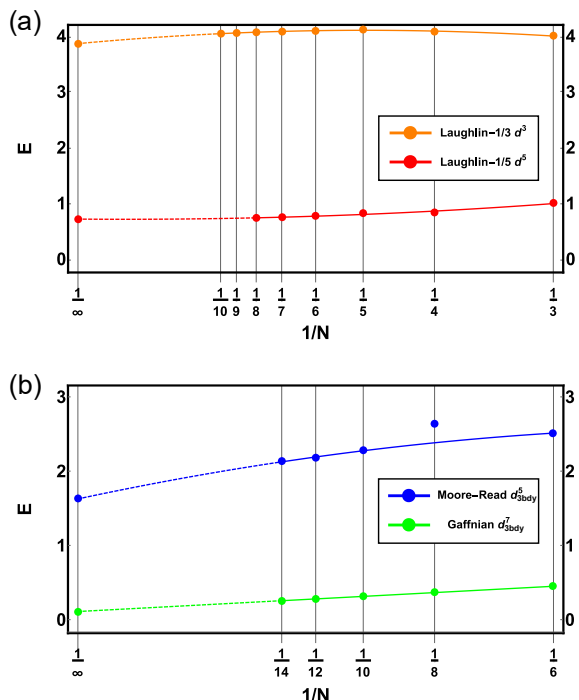 (a)
4 4
3 3
2 2
1 1
0 0
E
Laughlin−1/3 d³
Laughlin−1/5 d⁵
1/∞ 1/10 1/9 1/8 1/7 1/6 1/5 1/4 1/3
1/N
(b)
3 3
2 2
1 1
0 0
E
Moore−Read d⁵3bdy
Gaffnian d⁷3bdy
1/∞ 1/14 1/12 1/10 1/8 1/6
1/N